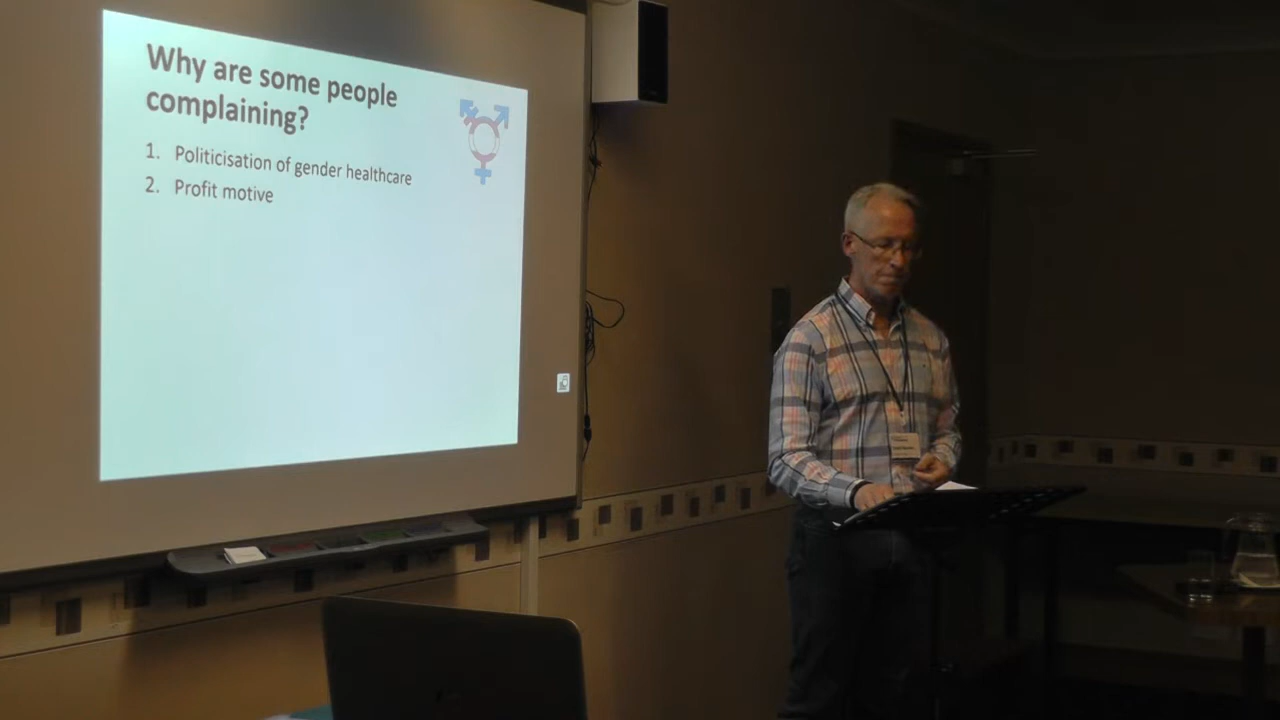 Why are some people
complaining?
1. Politicisation of gender healthcare
2. Profit motive